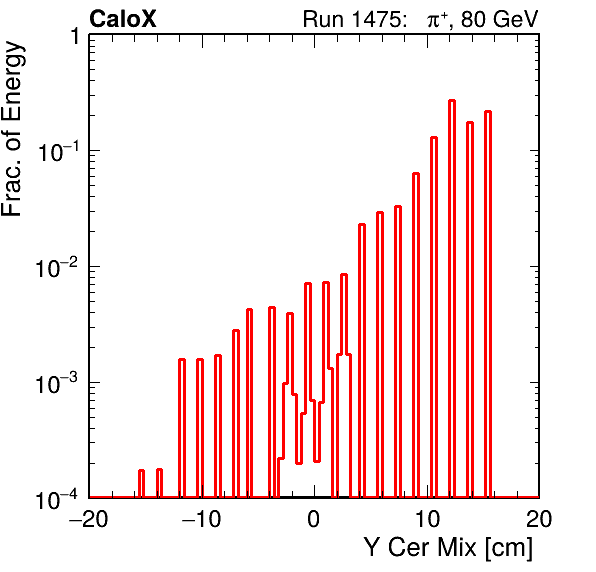 CaloX Run 1475: π⁺, 80 GeV
Frac. of Energy
1
10⁻¹
10⁻²
10⁻³
10⁻⁴
−20 −10 0 10 20
Y Cer Mix [cm]